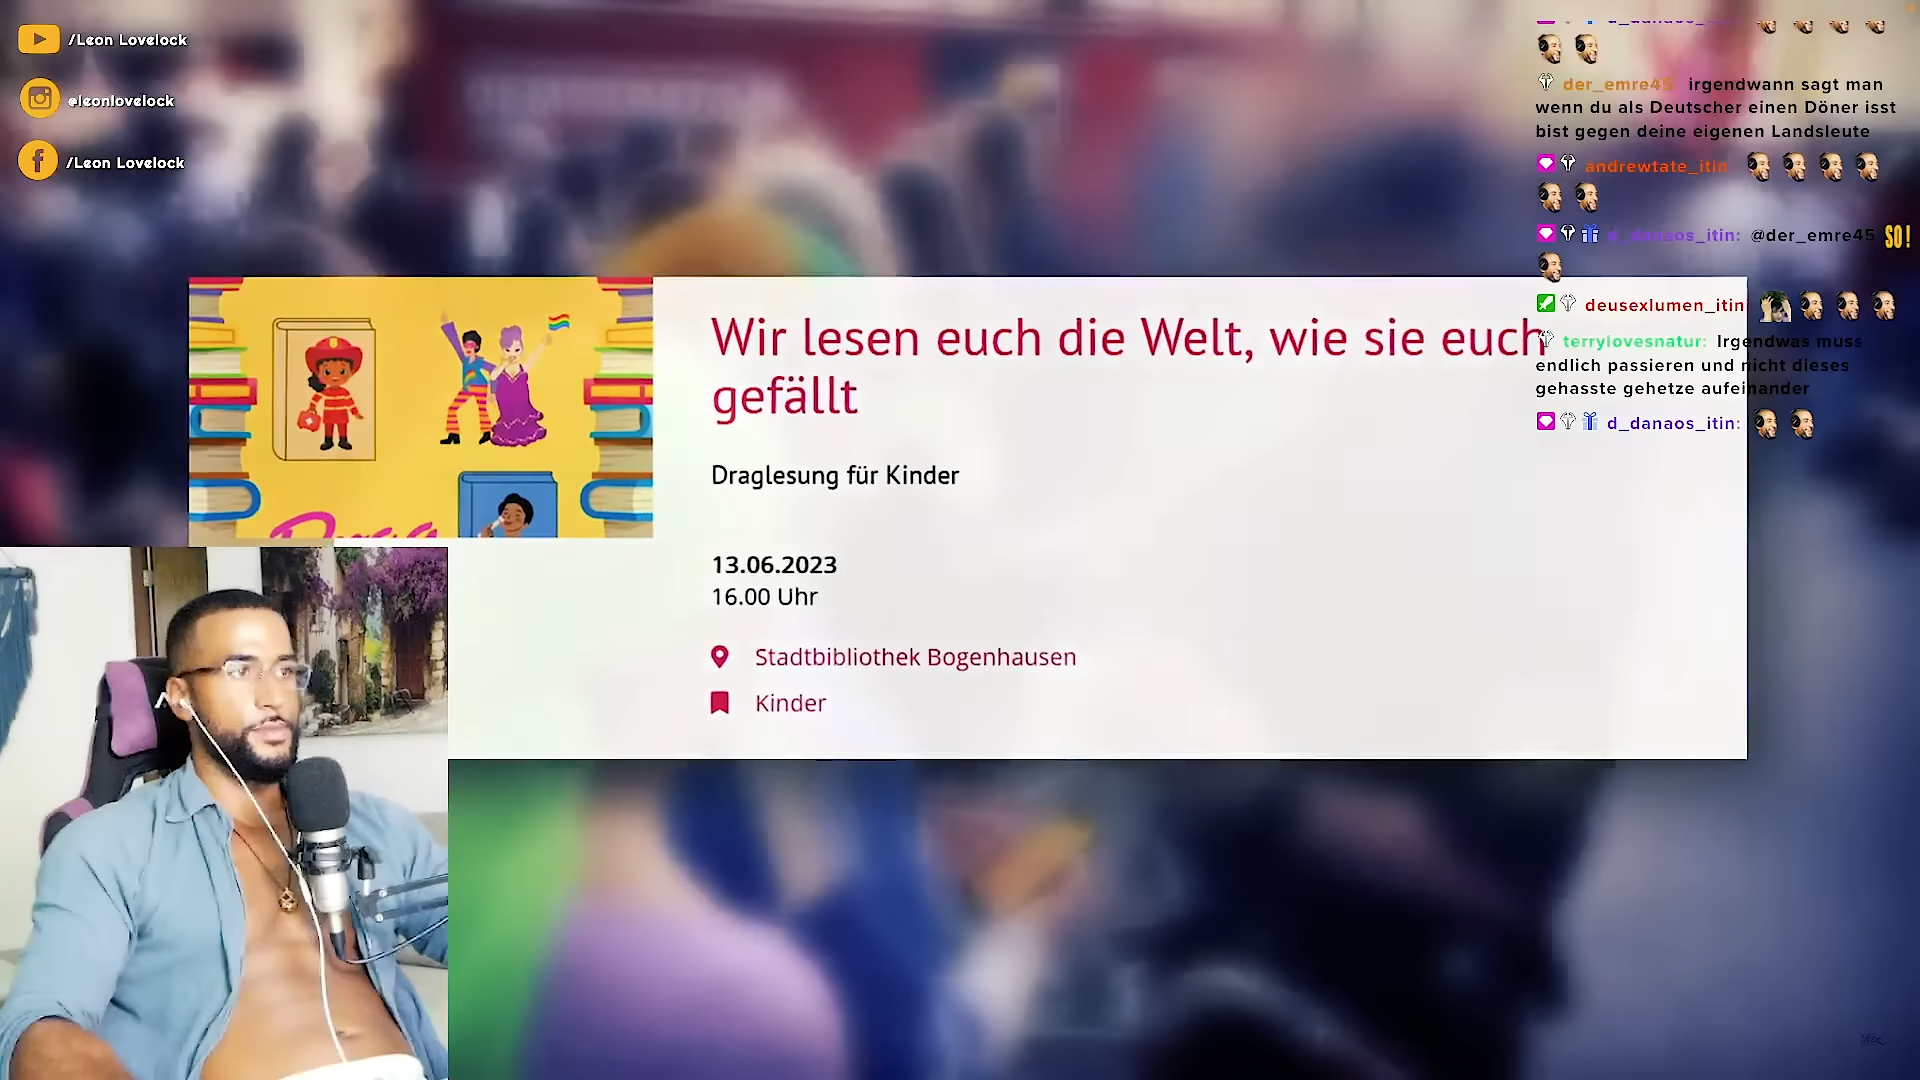 /Leon Lovelock
@leonlovelock
/Leon Lovelock
der_emre45 irgendwann sagt man
wenn du als Deutscher einen Döner isst
bist gegen deine eigenen Landsleute
andrewtate_itin
d_danaos_itin: @der_emre45 SO!
deusexlumen_itin
terrylovesnatur: Irgendwas muss
endlich passieren und nicht dieses
gehasste gehetze aufeinander
d_danaos_itin:
Wir lesen euch die Welt, wie sie euch
gefällt
Draglesung für Kinder
13.06.2023
16.00 Uhr
Stadtbibliothek Bogenhausen
Kinder